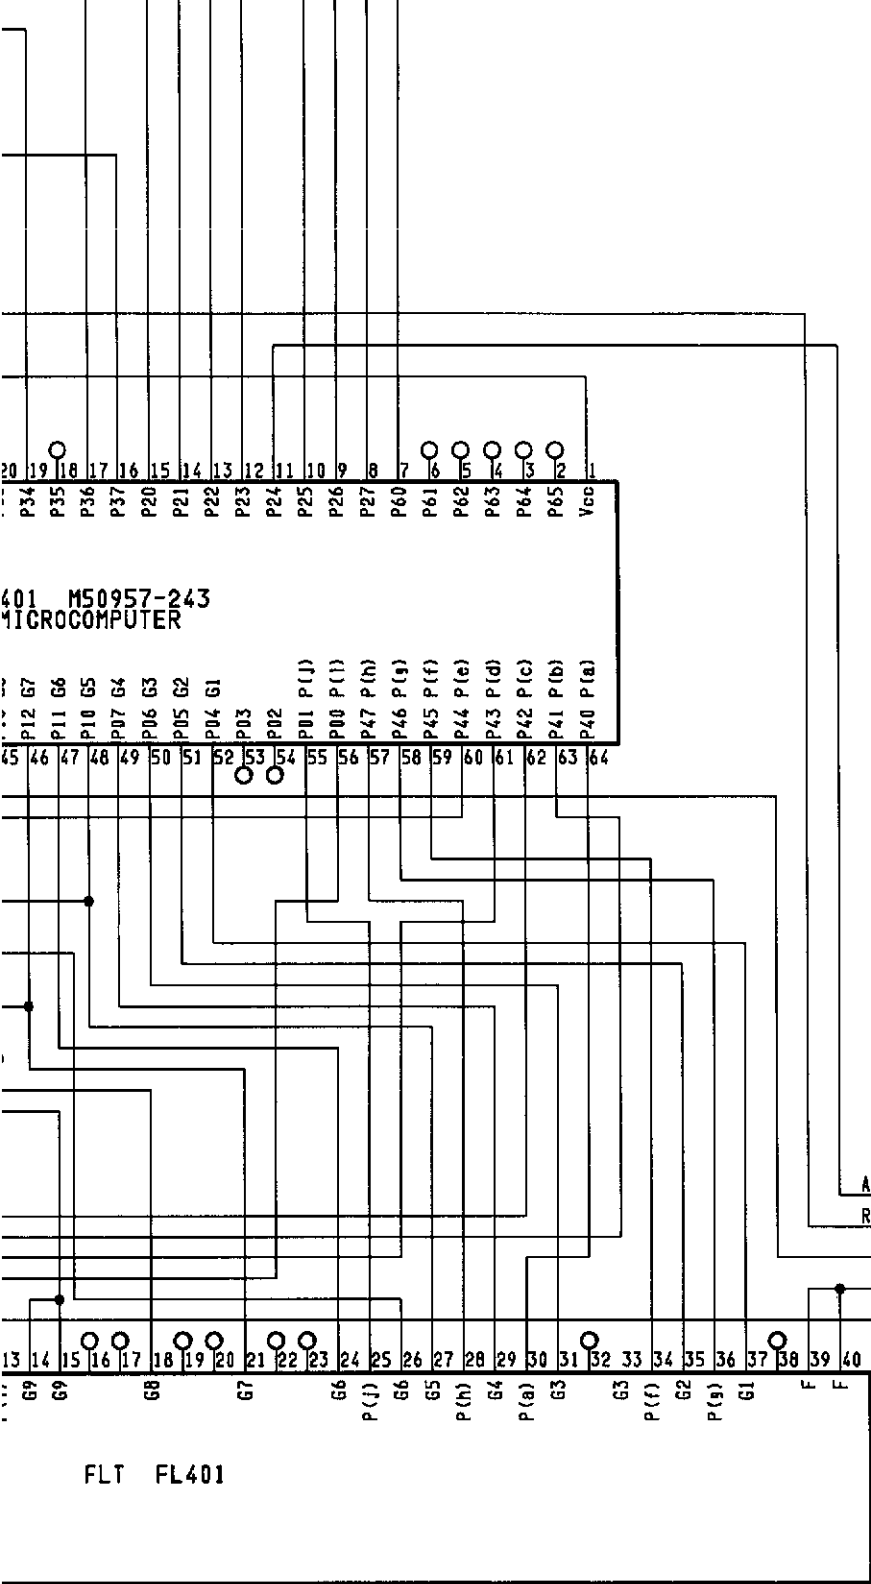 20 19 18 17 16 15 14 13 12 11 10 9 8 7 6 5 4 3 2 1
P34 P35 P36 P37 P20 P21 P22 P23 P24 P25 P26 P27 P60 P61 P62 P63 P64 P65 Vcc
401 M50957-243
MICROCOMPUTER
G7 G6 G5 G4 G3 G2 G1 P(j) P(i) P(h) P(g) P(f) P(e) P(d) P(c) P(b) P(a)
P12 P11 P10 P07 P06 P05 P04 P03 P02 P01 P00 P47 P46 P45 P44 P43 P42 P41 P40
45 46 47 48 49 50 51 52 53 54 55 56 57 58 59 60 61 62 63 64
A
R
13 14 15 16 17 18 19 20 21 22 23 24 25 26 27 28 29 30 31 32 33 34 35 36 37 38 39 40
G9 G9 G8 G7 G6 P(j) G6 G5 P(h) G4 P(a) G3 G3 P(f) G2 P(g) G1 F F
FLT FL401